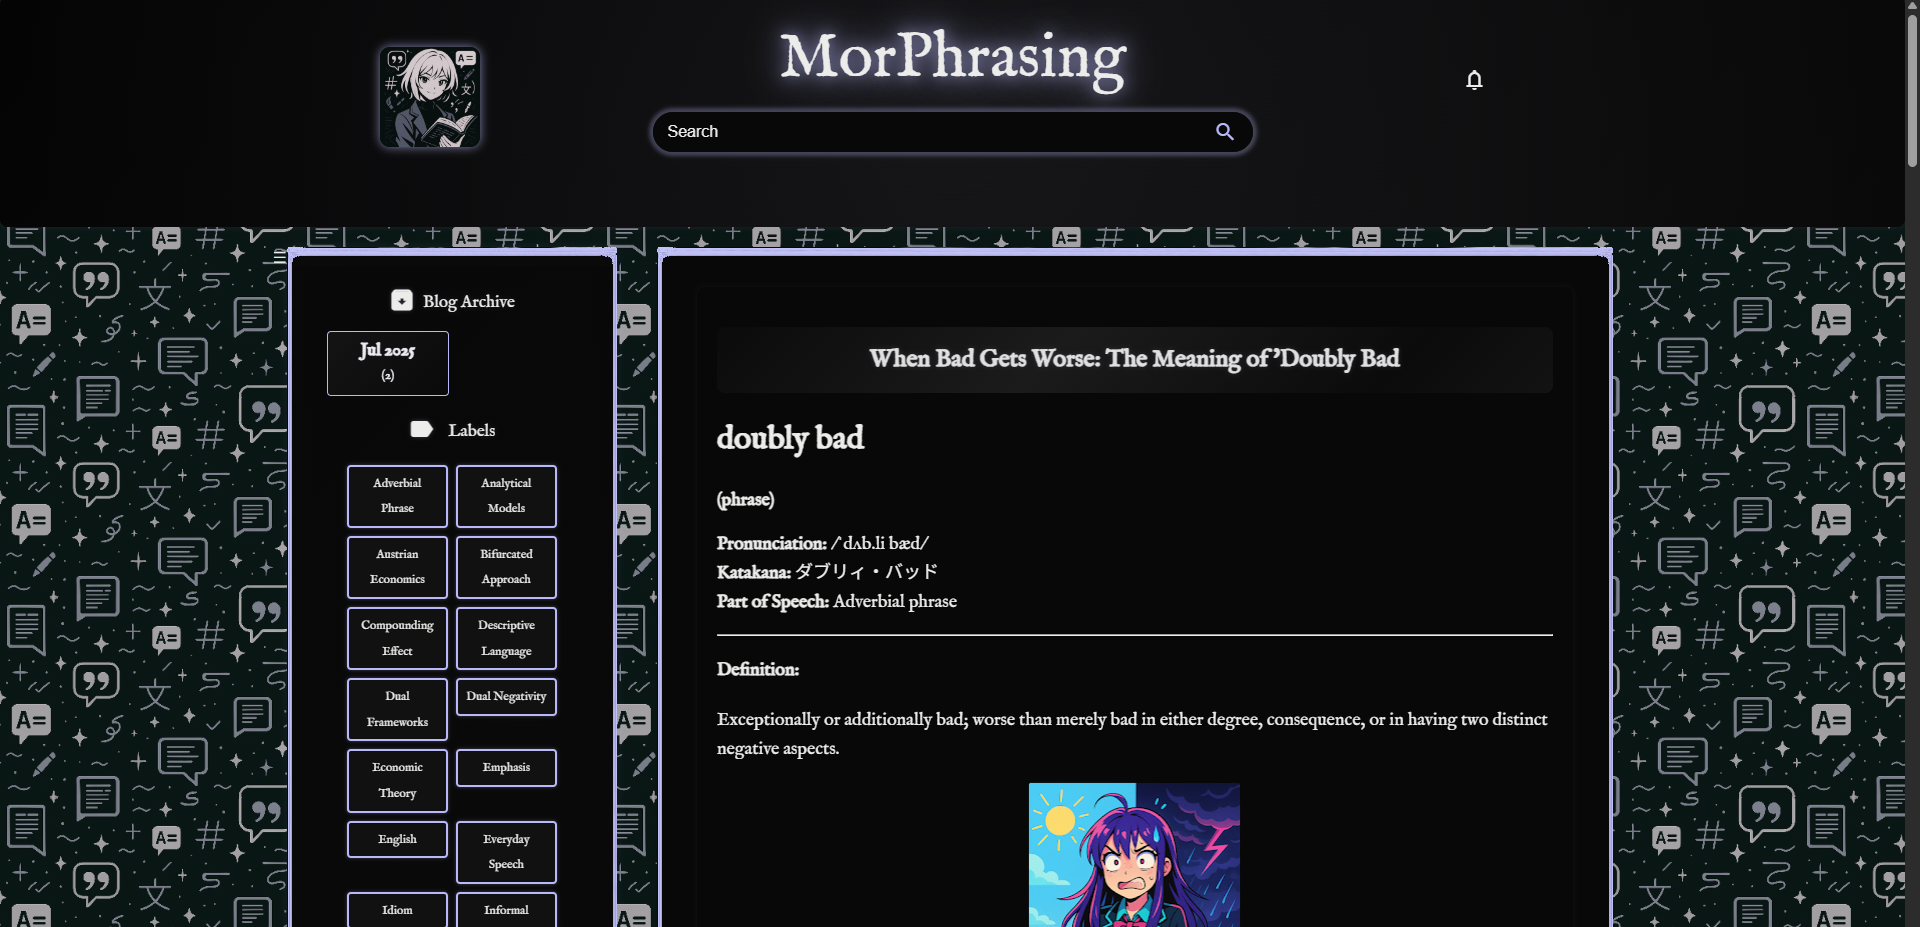 MorPhrasing
Search
Blog Archive
Jul 2025
(2)
Labels
Adverbial
Phrase
Analytical
Models
Austrian
Economics
Bifurcated
Approach
Compounding
Effect
Descriptive
Language
Dual
Frameworks
Dual Negativity
Economic
Theory
Emphasis
English
Everyday
Speech
Idiom
Informal
When Bad Gets Worse: The Meaning of 'Doubly Bad
doubly bad
(phrase)
Pronunciation: /ˈdʌb.li bæd/
Katakana: ダブリィ・バッド
Part of Speech: Adverbial phrase
Definition:
Exceptionally or additionally bad; worse than merely bad in either degree, consequence, or in having two distinct
negative aspects.